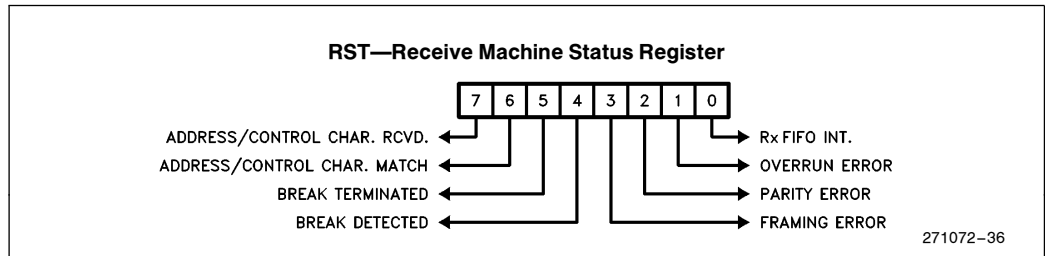 RST—Receive Machine Status Register
7 6 5 4 3 2 1 0
ADDRESS/CONTROL CHAR. RCVD.
ADDRESS/CONTROL CHAR. MATCH
BREAK TERMINATED
BREAK DETECTED
Rx FIFO INT.
OVERRUN ERROR
PARITY ERROR
FRAMING ERROR
271072–36